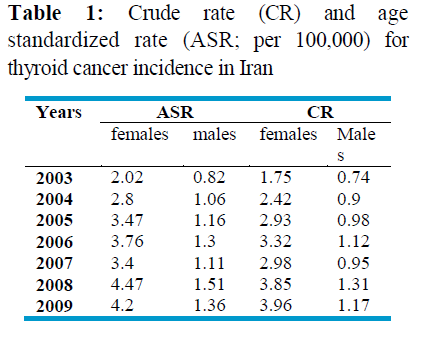 Table 1: Crude rate (CR) and age
standardized rate (ASR; per 100,000) for
thyroid cancer incidence in Iran
Years ASR CR
females males females Male
s
2003 2.02 0.82 1.75 0.74
2004 2.8 1.06 2.42 0.9
2005 3.47 1.16 2.93 0.98
2006 3.76 1.3 3.32 1.12
2007 3.4 1.11 2.98 0.95
2008 4.47 1.51 3.85 1.31
2009 4.2 1.36 3.96 1.17